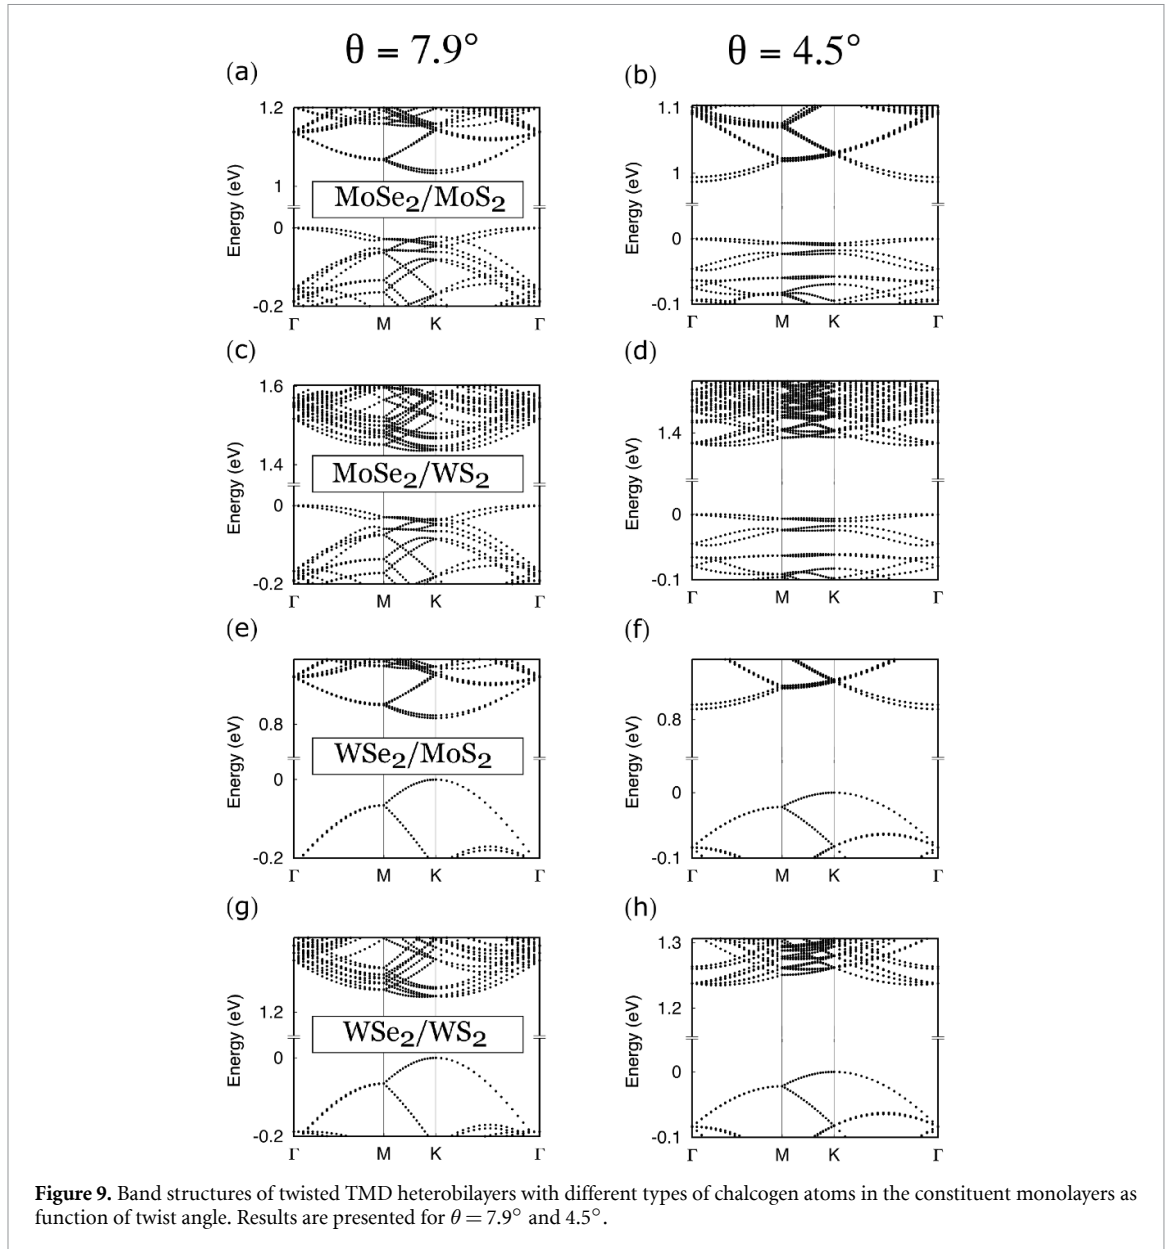 θ = 7.9°
θ = 4.5°
(a)
1.2
1
0
-0.2
Energy (eV)
MoSe₂/MoS₂
Γ M K Γ
(b)
1.1
1
0
-0.1
Energy (eV)
Γ M K Γ
(c)
1.6
1.4
0
-0.2
Energy (eV)
MoSe₂/WS₂
Γ M K Γ
(d)
1.4
0
-0.1
Energy (eV)
Γ M K Γ
(e)
0.8
0
-0.2
Energy (eV)
WSe₂/MoS₂
Γ M K Γ
(f)
0.8
0
-0.1
Energy (eV)
Γ M K Γ
(g)
1.2
0
-0.2
Energy (eV)
WSe₂/WS₂
Γ M K Γ
(h)
1.3
1.2
0
-0.1
Energy (eV)
Γ M K Γ
Figure 9. Band structures of twisted TMD heterobilayers with different types of chalcogen atoms in the constituent monolayers as
function of twist angle. Results are presented for θ = 7.9° and 4.5°.